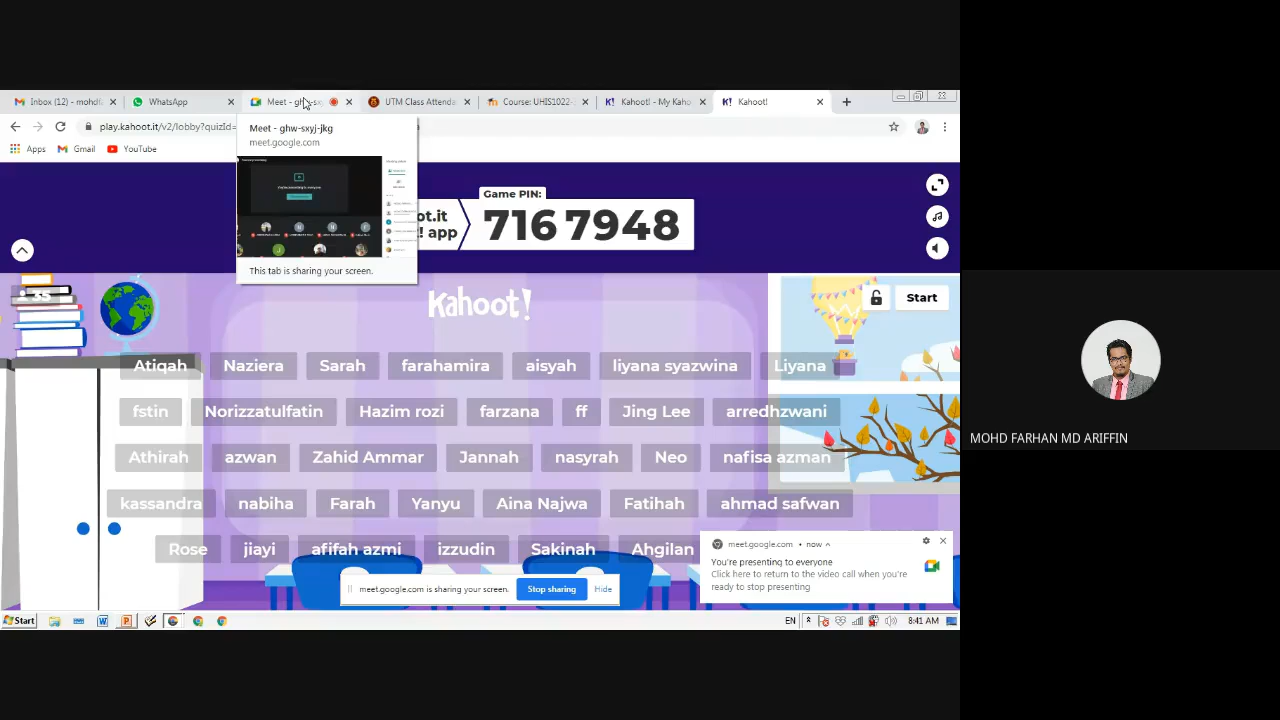 Inbox (12) - mohdf
WhatsApp
Meet - ghw-sxy
UTM Class Attenda
Course: UHIS1022-
Kahoot! - My Kaho
Kahoot!
play.kahoot.it/v2/lobby?quizId=
Apps
Gmail
YouTube
Meet - ghw-sxyj-jkg
meet.google.com
This tab is sharing your screen.
ot.it
! app
Game PIN:
716 7948
35
Kahoot!
Start
Atiqah Naziera Sarah farahamira aisyah liyana syazwina Liyana
fstin Norizzatulfatin Hazim rozi farzana ff Jing Lee arredhzwani
Athirah azwan Zahid Ammar Jannah nasyrah Neo nafisa azman
kassandra nabiha Farah Yanyu Aina Najwa Fatihah ahmad safwan
Rose jiayi afifah azmi izzudin Sakinah Ahgilan
meet.google.com • now
You're presenting to everyone
Click here to return to the video call when you're
ready to stop presenting
meet.google.com is sharing your screen.
Stop sharing
Hide
Start
EN
8:41 AM
MOHD FARHAN MD ARIFFIN